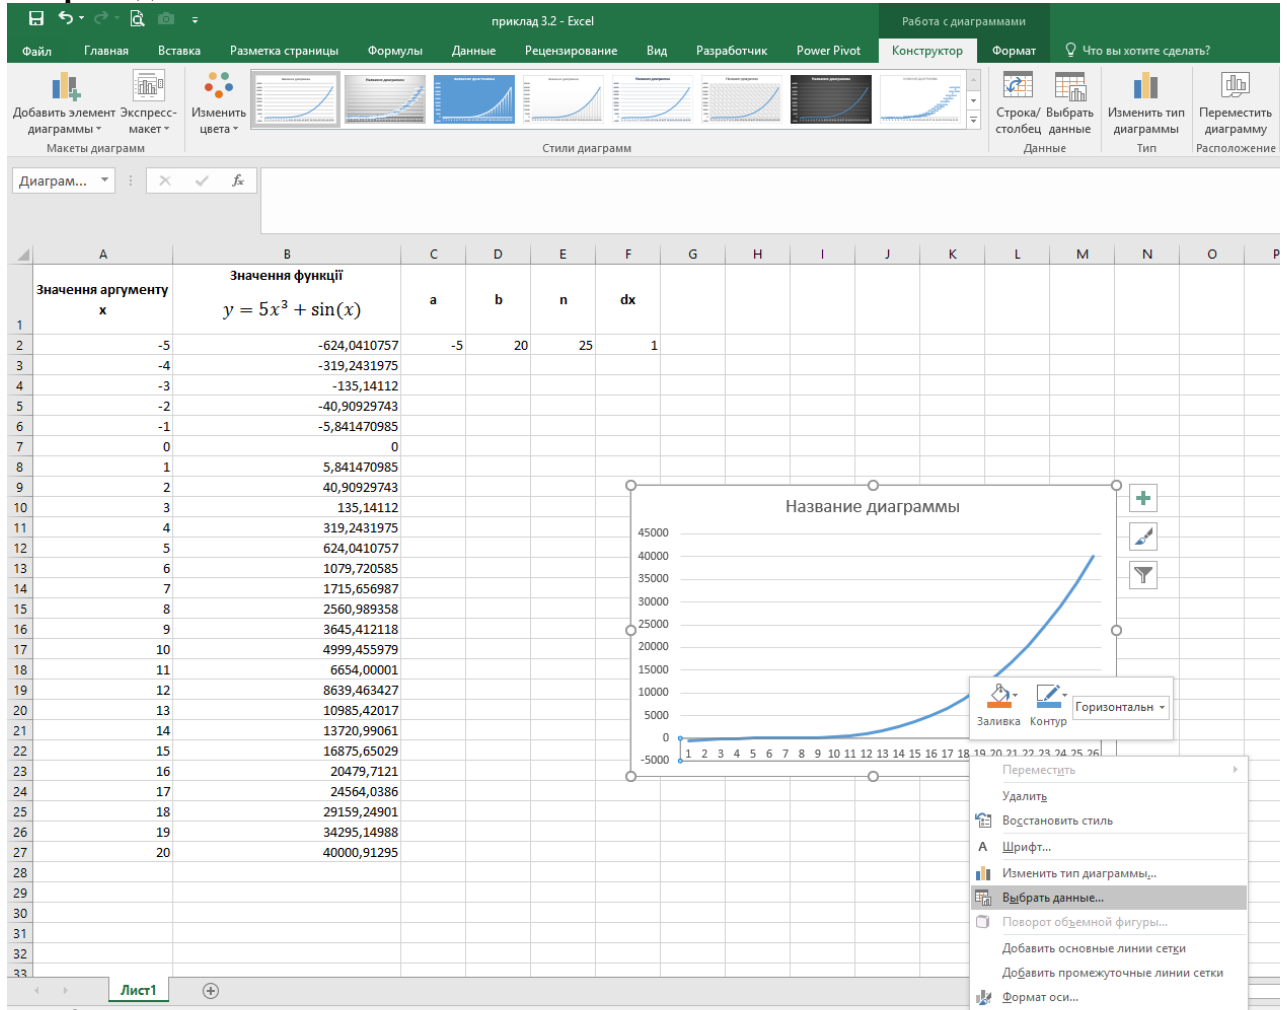 приклад 3.2 - Excel
Работа с диаграммами
Файл Главная Вставка Разметка страницы Формулы Данные Рецензирование Вид Разработчик Power Pivot Конструктор Формат Что вы хотите сделать?
Добавить элемент диаграммы
Экспресс-макет
Изменить цвета
Строка/столбец
Выбрать данные
Изменить тип диаграммы
Переместить диаграмму
Макеты диаграмм Стили диаграмм Данные Тип Расположение
Диаграм... fx
A B C D E F G H I J K L M N O P
1 Значення аргументу x Значення функції y = 5x³ + sin(x) a b n dx
2 -5 -624,0410757 -5 20 25 1
3 -4 -319,2431975
4 -3 -135,14112
5 -2 -40,90929743
6 -1 -5,841470985
7 0 0
8 1 5,841470985
9 2 40,90929743
10 3 135,14112
11 4 319,2431975
12 5 624,0410757
13 6 1079,720585
14 7 1715,656987
15 8 2560,989358
16 9 3645,412118
17 10 4999,455979
18 11 6654,00001
19 12 8639,463427
20 13 10985,42017
21 14 13720,99061
22 15 16875,65029
23 16 20479,7121
24 17 24564,0386
25 18 29159,24901
26 19 34295,14988
27 20 40000,91295
28
29
30
31
32
33
Название диаграммы
45000
40000
35000
30000
25000
20000
15000
10000
5000
0
-5000
1 2 3 4 5 6 7 8 9 10 11 12 13 14 15 16 17 18 19 20 21 22 23 24 25 26
Заливка Контур Горизонтальн
Переместить
Удалить
Восстановить стиль
Шрифт...
Изменить тип диаграммы...
Выбрать данные...
Поворот объемной фигуры...
Добавить основные линии сетки
Добавить промежуточные линии сетки
Формат оси...
Лист1